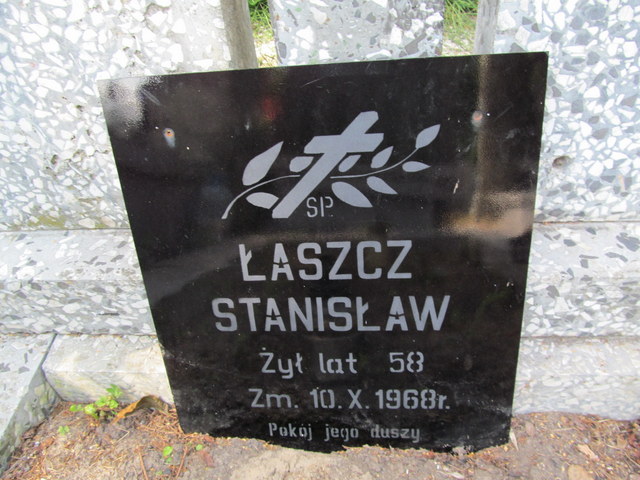 SP.
ŁASZCZ
STANISŁAW
Żył lat 58
Zm. 10.X.1968r.
Pokój jego duszy